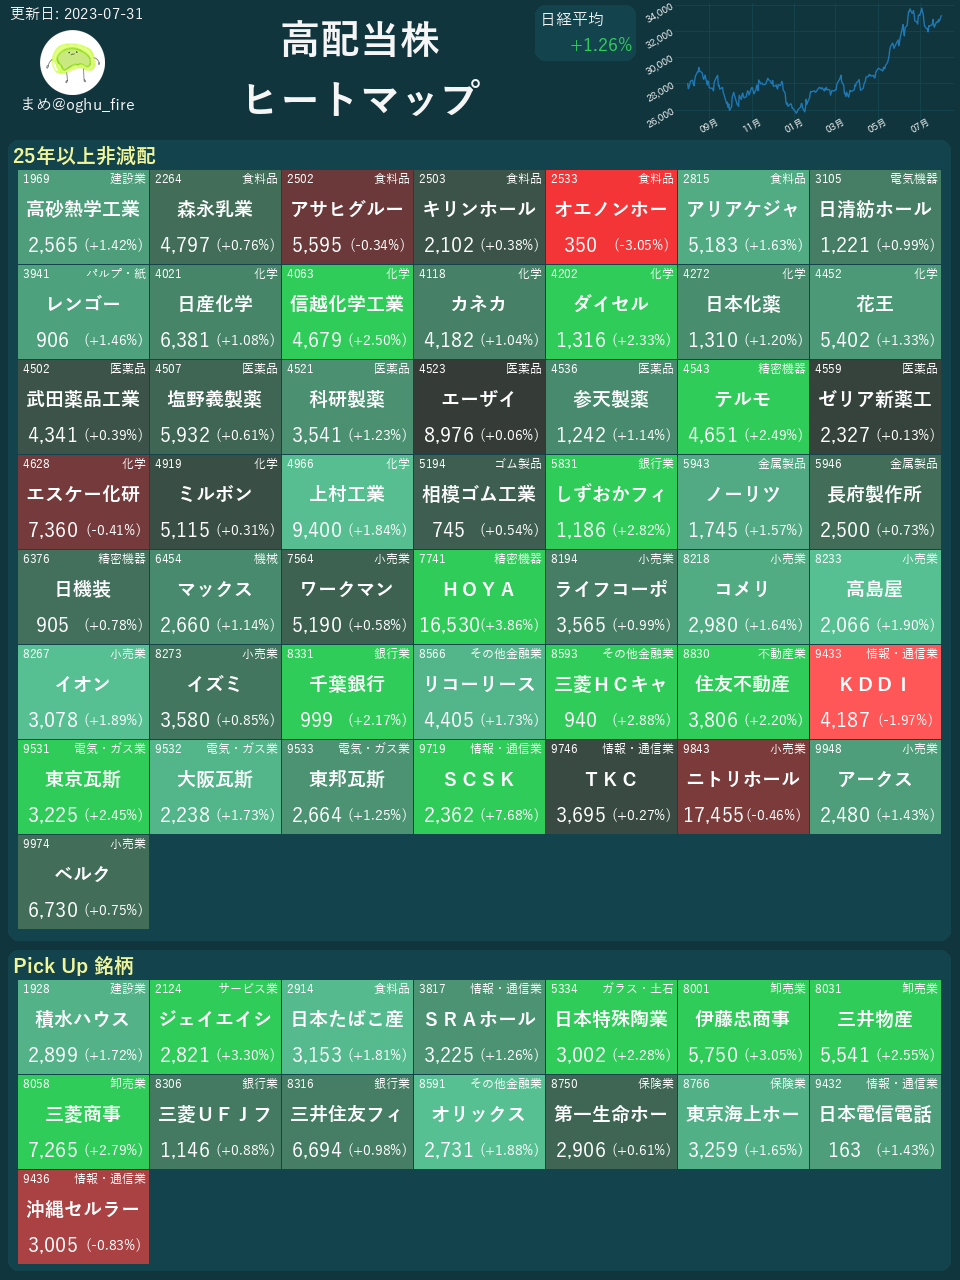 更新日: 2023-07-31
まめ@oghu_fire
高配当株
ヒートマップ
日経平均
+1.26%
34,000
32,000
30,000
28,000
26,000
09月 11月 01月 03月 05月 07月
25年以上非減配
1969 建設業 2264 食料品 2502 食料品 2503 食料品 2533 食料品 2815 食料品 3105 電気機器
高砂熱学工業 森永乳業 アサヒグルー キリンホール オエノンホー アリアケジャ 日清紡ホール
2,565 (+1.42%) 4,797 (+0.76%) 5,595 (-0.34%) 2,102 (+0.38%) 350 (-3.05%) 5,183 (+1.63%) 1,221 (+0.99%)
3941 パルプ・紙 4021 化学 4063 化学 4118 化学 4202 化学 4272 化学 4452 化学
レンゴー 日産化学 信越化学工業 カネカ ダイセル 日本化薬 花王
906 (+1.46%) 6,381 (+1.08%) 4,679 (+2.50%) 4,182 (+1.04%) 1,316 (+2.33%) 1,310 (+1.20%) 5,402 (+1.33%)
4502 医薬品 4507 医薬品 4521 医薬品 4523 医薬品 4536 医薬品 4543 精密機器 4559 医薬品
武田薬品工業 塩野義製薬 科研製薬 エーザイ 参天製薬 テルモ ゼリア新薬工
4,341 (+0.39%) 5,932 (+0.61%) 3,541 (+1.23%) 8,976 (+0.06%) 1,242 (+1.14%) 4,651 (+2.49%) 2,327 (+0.13%)
4628 化学 4919 化学 4966 化学 5194 ゴム製品 5831 銀行業 5943 金属製品 5946 金属製品
エスケー化研 ミルボン 上村工業 相模ゴム工業 しずおかフィ ノーリツ 長府製作所
7,360 (-0.41%) 5,115 (+0.31%) 9,400 (+1.84%) 745 (+0.54%) 1,186 (+2.82%) 1,745 (+1.57%) 2,500 (+0.73%)
6376 精密機器 6454 機械 7564 小売業 7741 精密機器 8194 小売業 8218 小売業 8233 小売業
日機装 マックス ワークマン ＨＯＹＡ ライフコーポ コメリ 高島屋
905 (+0.78%) 2,660 (+1.14%) 5,190 (+0.58%) 16,530(+3.86%) 3,565 (+0.99%) 2,980 (+1.64%) 2,066 (+1.90%)
8267 小売業 8273 小売業 8331 銀行業 8566 その他金融業 8593 その他金融業 8830 不動産業 9433 情報・通信業
イオン イズミ 千葉銀行 リコーリース 三菱ＨＣキャ 住友不動産 ＫＤＤＩ
3,078 (+1.89%) 3,580 (+0.85%) 999 (+2.17%) 4,405 (+1.73%) 940 (+2.88%) 3,806 (+2.20%) 4,187 (-1.97%)
9531 電気・ガス業 9532 電気・ガス業 9533 電気・ガス業 9719 情報・通信業 9746 情報・通信業 9843 小売業 9948 小売業
東京瓦斯 大阪瓦斯 東邦瓦斯 ＳＣＳＫ ＴＫＣ ニトリホール アークス
3,225 (+2.45%) 2,238 (+1.73%) 2,664 (+1.25%) 2,362 (+7.68%) 3,695 (+0.27%) 17,455(-0.46%) 2,480 (+1.43%)
9974 小売業
ベルク
6,730 (+0.75%)
Pick Up 銘柄
1928 建設業 2124 サービス業 2914 食料品 3817 情報・通信業 5334 ガラス・土石 8001 卸売業 8031 卸売業
積水ハウス ジェイエイシ 日本たばこ産 ＳＲＡホール 日本特殊陶業 伊藤忠商事 三井物産
2,899 (+1.72%) 2,821 (+3.30%) 3,153 (+1.81%) 3,225 (+1.26%) 3,002 (+2.28%) 5,750 (+3.05%) 5,541 (+2.55%)
8058 卸売業 8306 銀行業 8316 銀行業 8591 その他金融業 8750 保険業 8766 保険業 9432 情報・通信業
三菱商事 三菱ＵＦＪフ 三井住友フィ オリックス 第一生命ホー 東京海上ホー 日本電信電話
7,265 (+2.79%) 1,146 (+0.88%) 6,694 (+0.98%) 2,731 (+1.88%) 2,906 (+0.61%) 3,259 (+1.65%) 163 (+1.43%)
9436 情報・通信業
沖縄セルラー
3,005 (-0.83%)